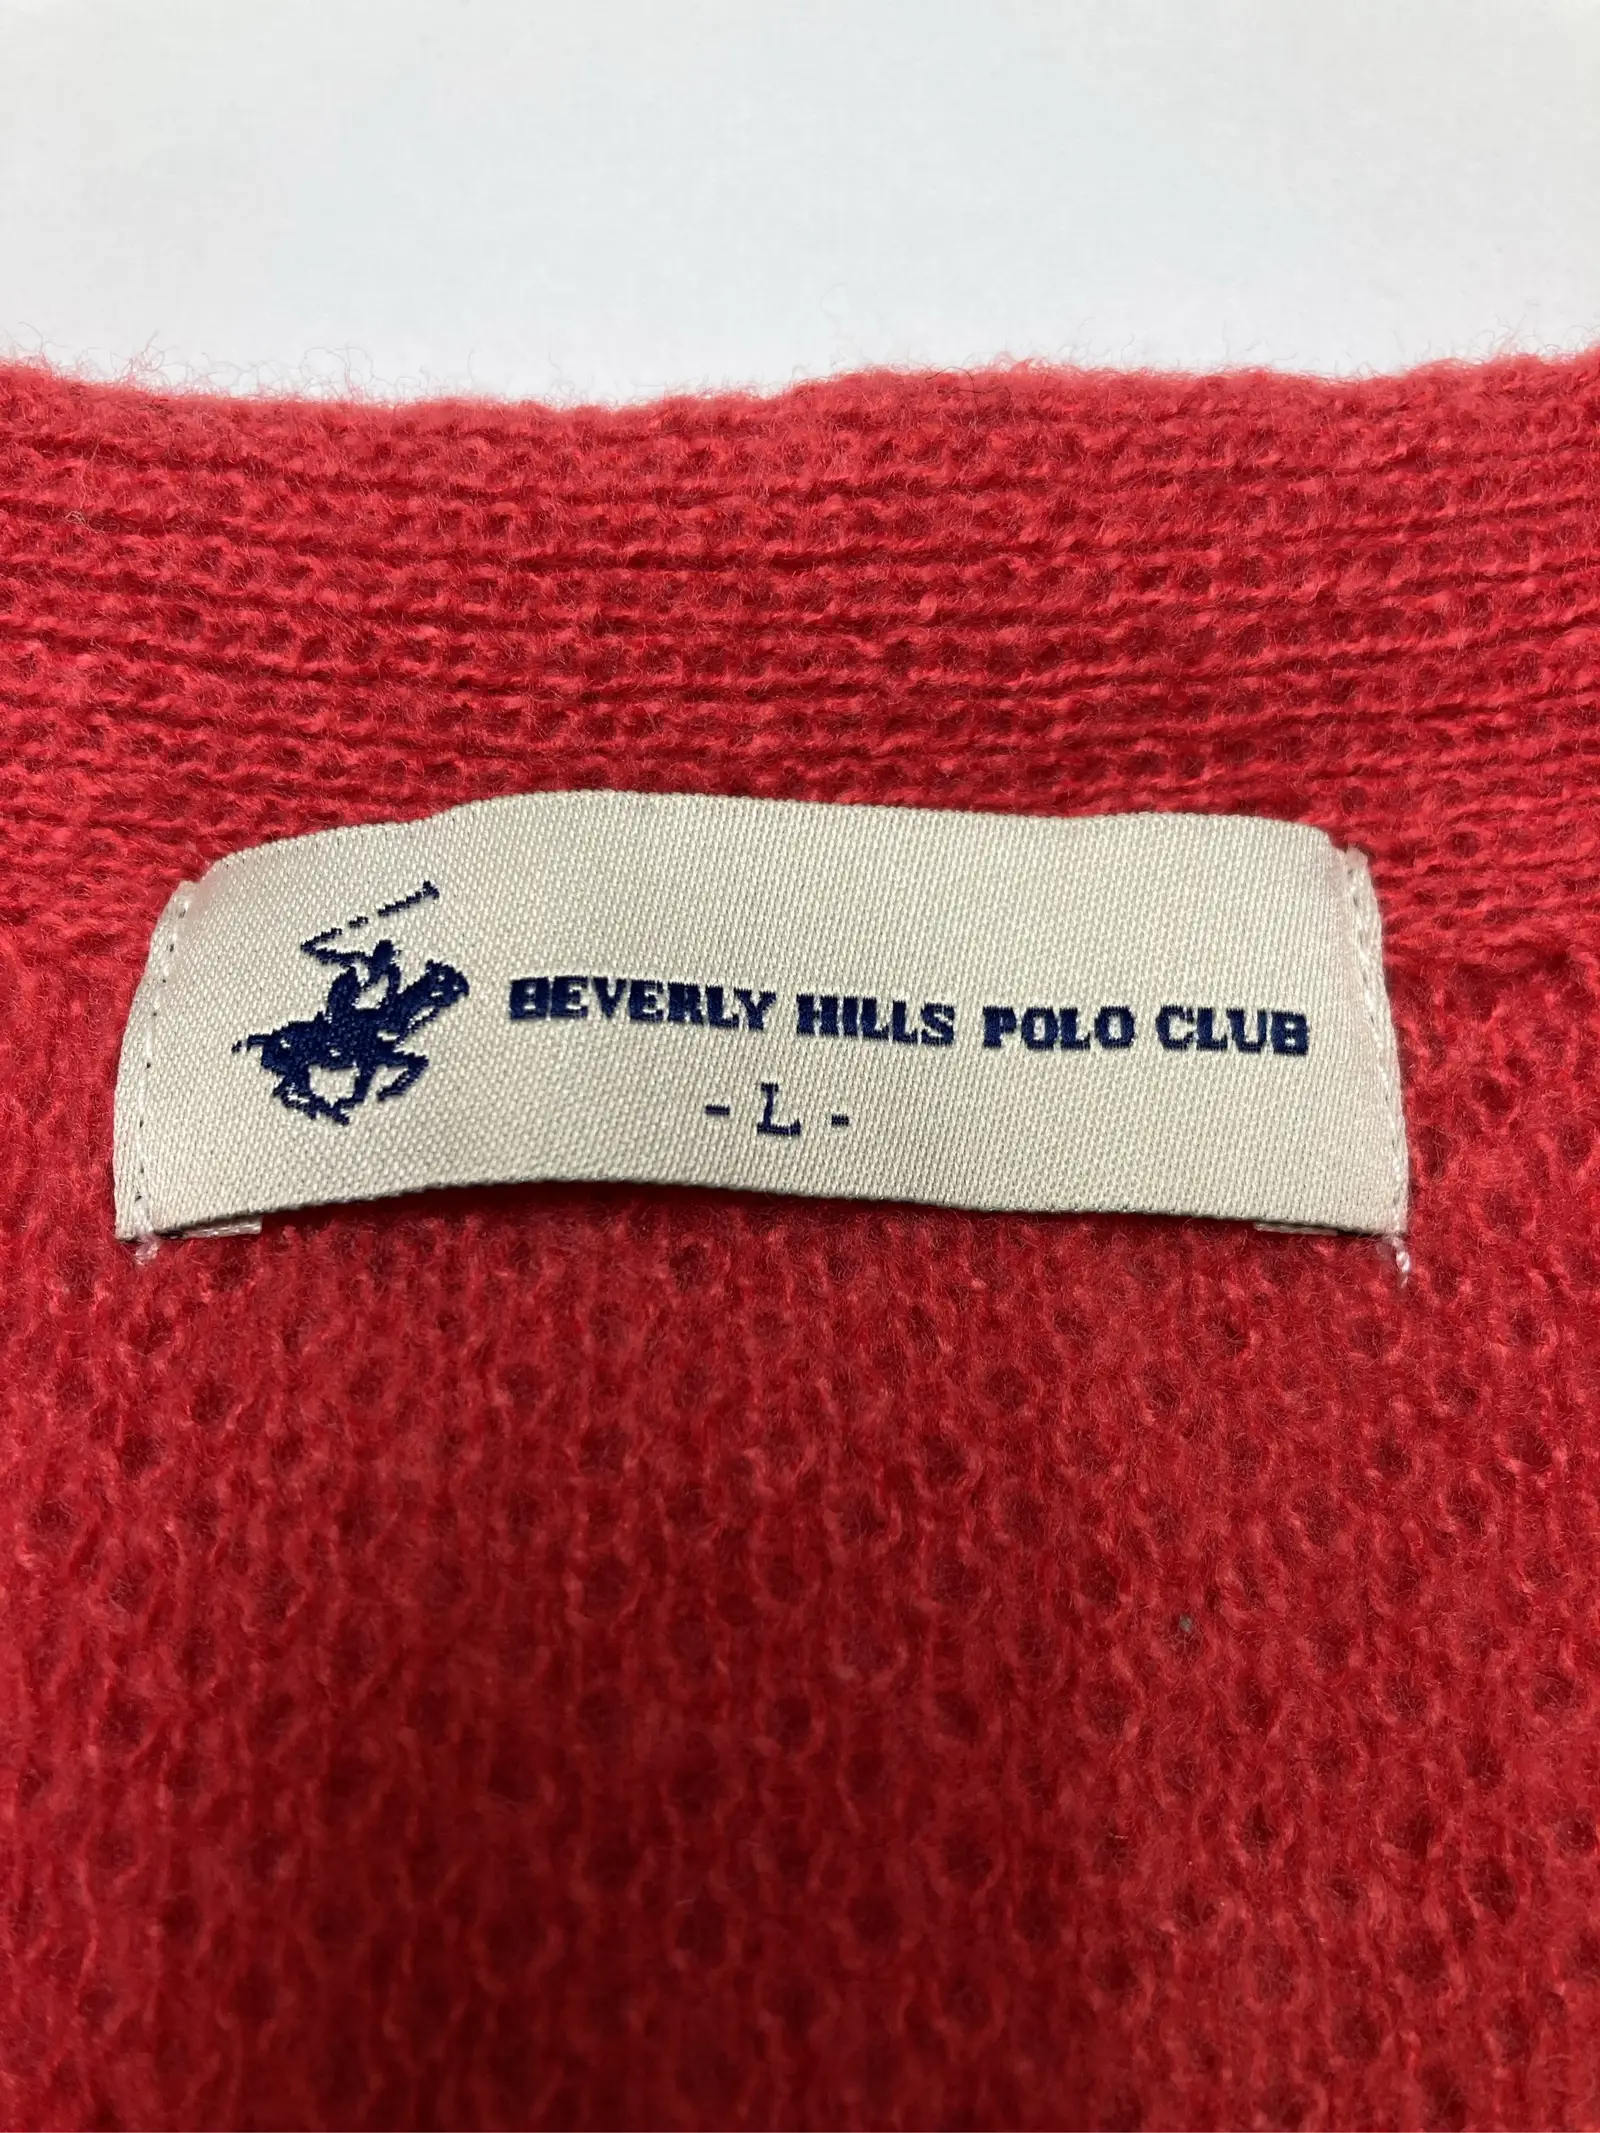 BEVERLY HILLS POLO CLUB
- L -